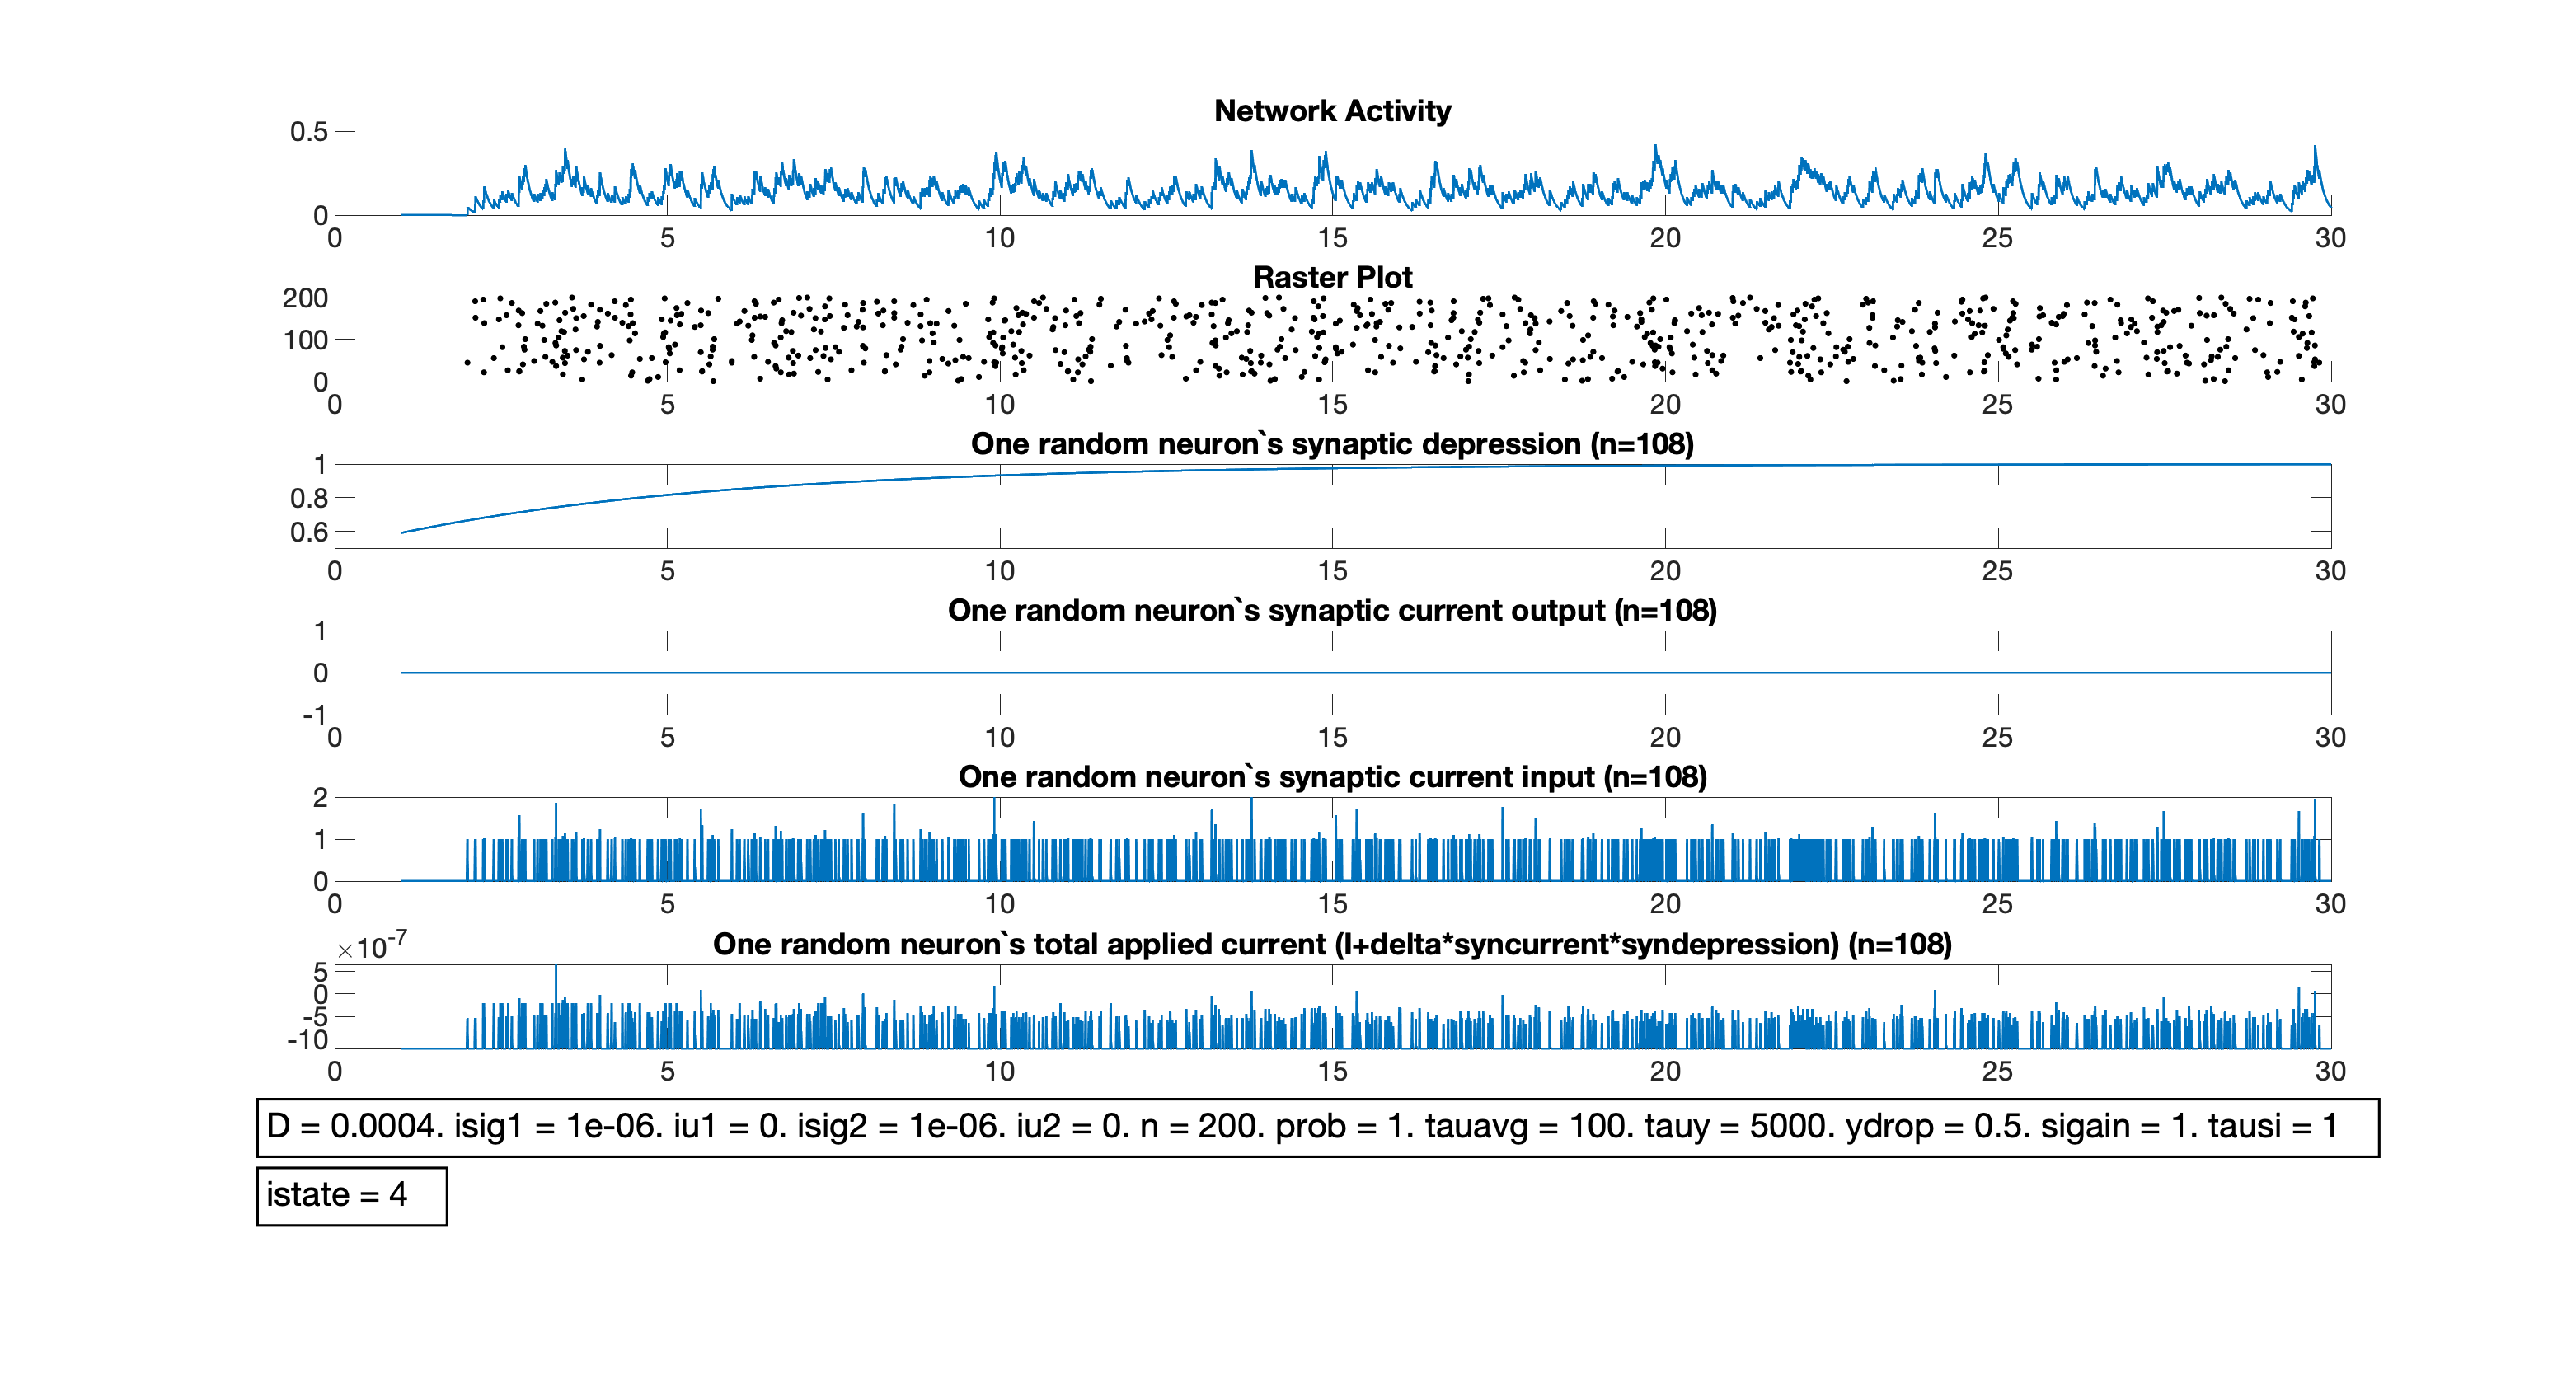 Network Activity
0.5
0
0 5 10 15 20 25 30
Raster Plot
200
100
0
0 5 10 15 20 25 30
One random neuron`s synaptic depression (n=108)
1
0.8
0.6
0 5 10 15 20 25 30
One random neuron`s synaptic current output (n=108)
1
0
-1
0 5 10 15 20 25 30
One random neuron`s synaptic current input (n=108)
2
1
0
0 5 10 15 20 25 30
×10-7
One random neuron`s total applied current (I+delta*syncurrent*syndepression) (n=108)
5
0
-5
-10
0 5 10 15 20 25 30
D = 0.0004. isig1 = 1e-06. iu1 = 0. isig2 = 1e-06. iu2 = 0. n = 200. prob = 1. tauavg = 100. tauy = 5000. ydrop = 0.5. sigain = 1. tausi = 1
istate = 4